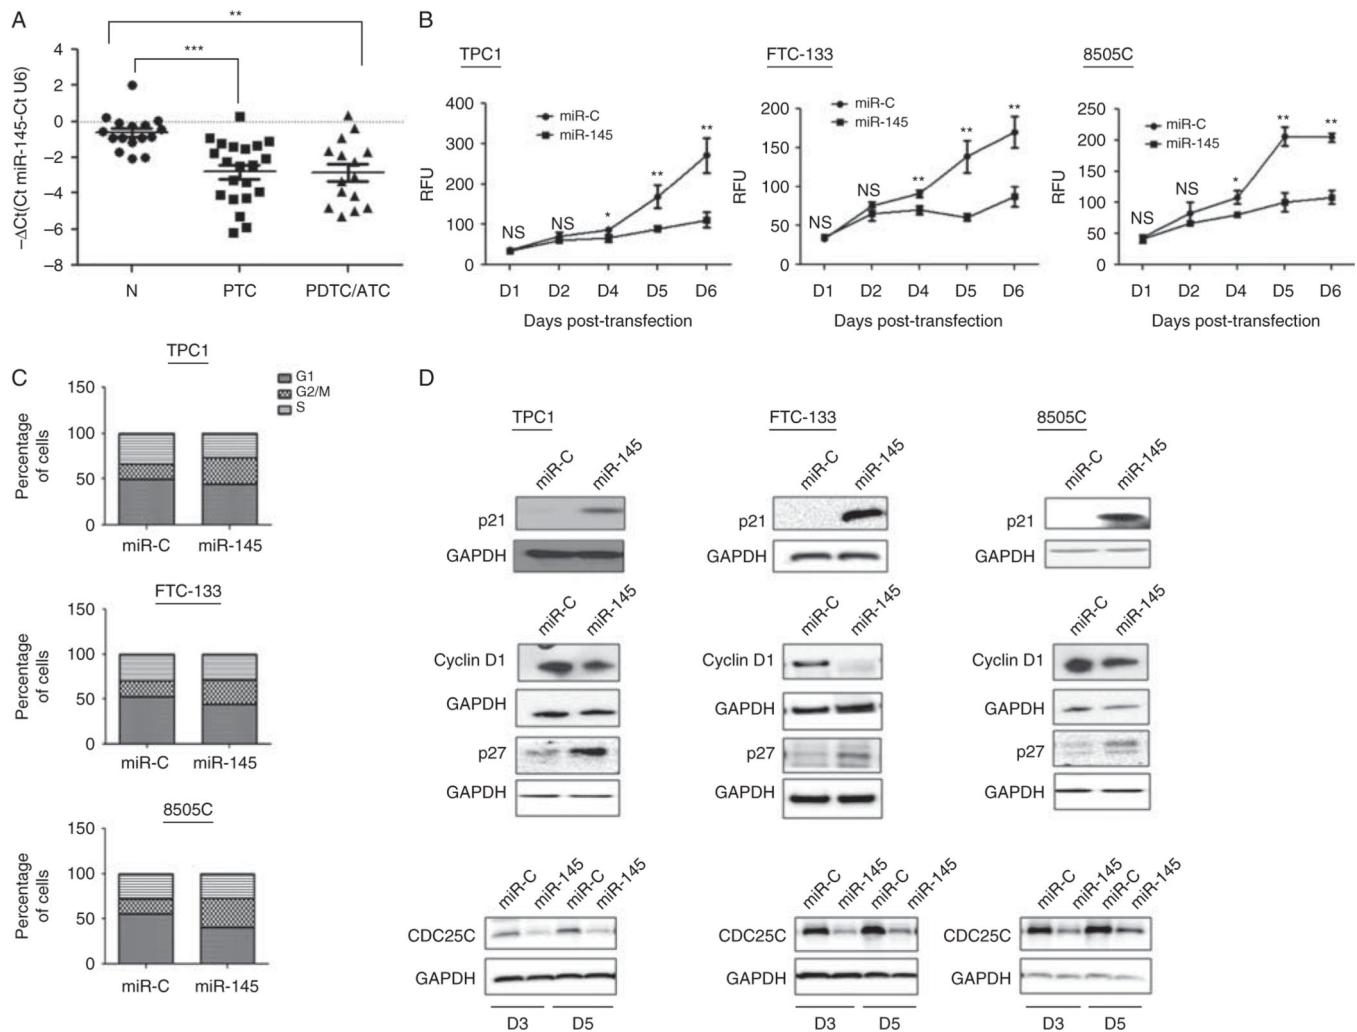 A
**
***
4
2
0
−2
−4
−6
−8
−ΔCt(Ct miR-145-Ct U6)
N PTC PDTC/ATC
B
TPC1
400
300
200
100
0
RFU
miR-C
miR-145
NS NS * ** **
D1 D2 D4 D5 D6
Days post-transfection
FTC-133
200
150
100
50
0
RFU
miR-C
miR-145
NS NS ** ** **
D1 D2 D4 D5 D6
Days post-transfection
8505C
250
200
150
100
50
0
RFU
miR-C
miR-145
NS NS * ** **
D1 D2 D4 D5 D6
Days post-transfection
C
TPC1
G1
G2/M
S
150
100
50
0
Percentage
of cells
miR-C miR-145
FTC-133
150
100
50
0
Percentage
of cells
miR-C miR-145
8505C
150
100
50
0
Percentage
of cells
miR-C miR-145
D
TPC1
miR-C miR-145
p21
GAPDH
miR-C miR-145
Cyclin D1
GAPDH
p27
GAPDH
miR-C miR-145 miR-C miR-145
CDC25C
GAPDH
D3 D5
FTC-133
miR-C miR-145
p21
GAPDH
miR-C miR-145
Cyclin D1
GAPDH
p27
GAPDH
miR-C miR-145 miR-C miR-145
CDC25C
GAPDH
D3 D5
8505C
miR-C miR-145
p21
GAPDH
miR-C miR-145
Cyclin D1
GAPDH
p27
GAPDH
miR-C miR-145 miR-C miR-145
CDC25C
GAPDH
D3 D5